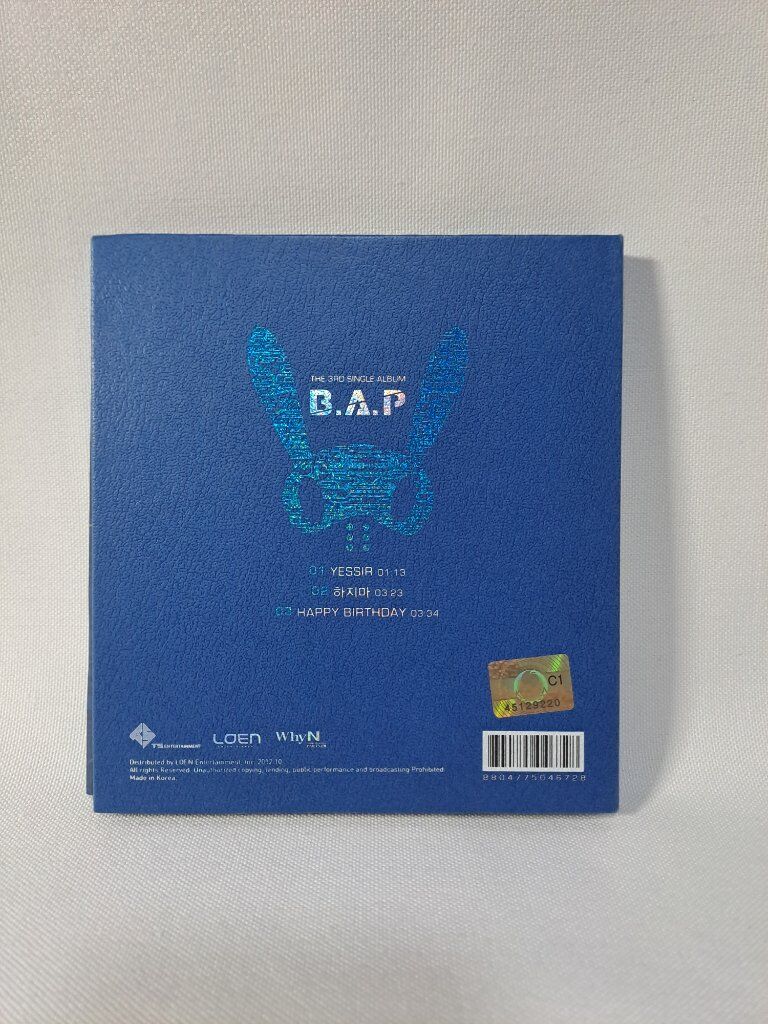 THE 3RD SINGLE ALBUM
B.A.P
01 YESSIR 01:13
02 하지마 03:23
03 HAPPY BIRTHDAY 03:34
C1
45129220
TS ENTERTAINMENT LOEN WhyN
Distributed by LOEN Entertainment, Inc. 2012.10
All rights Reserved. Unauthorized copying, lending, public performance and broadcasting Prohibited.
Made in Korea.
8804775046728